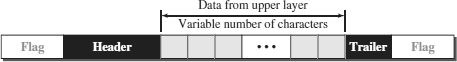 Data from upper layer
Variable number of characters
Flag Header ••• Trailer Flag